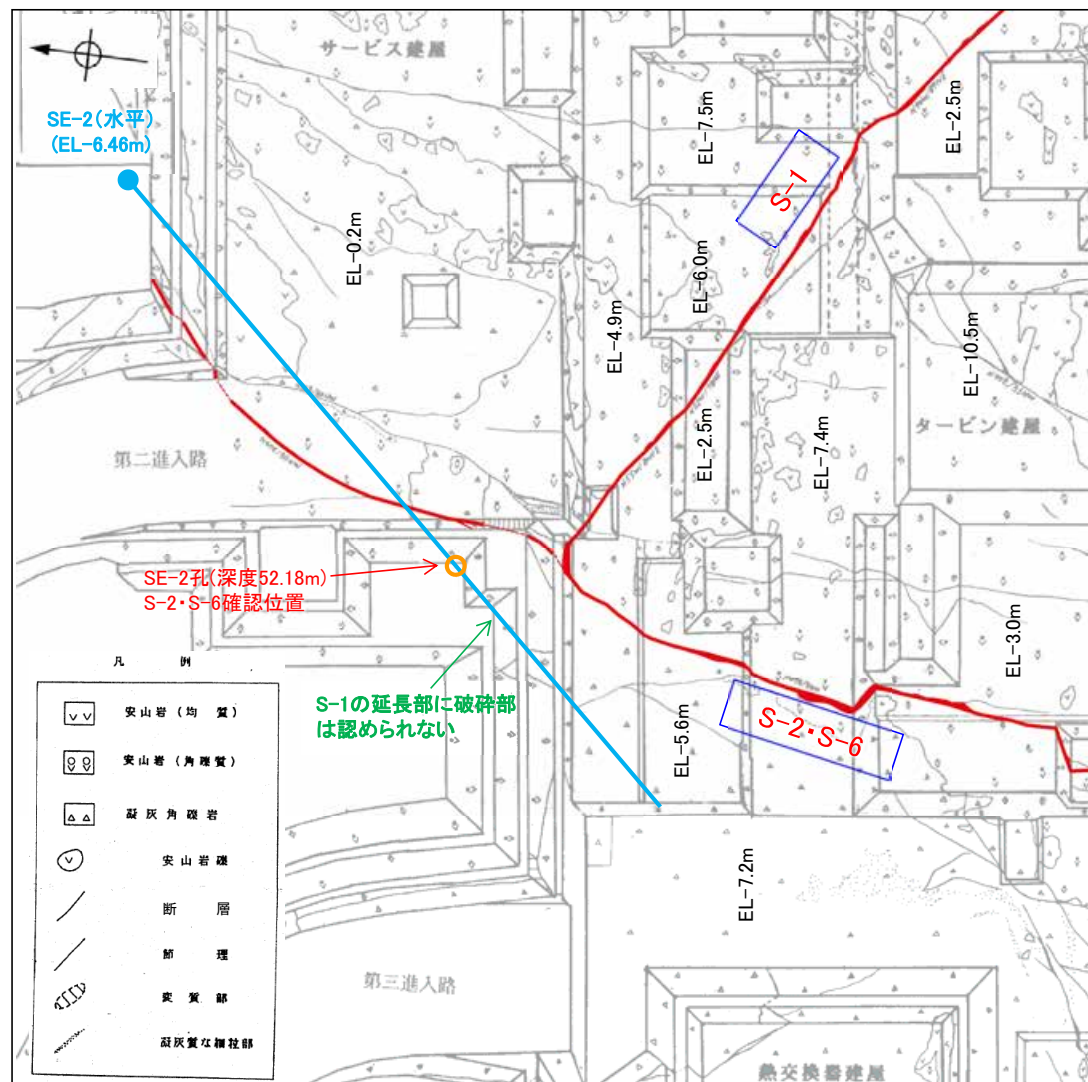 サービス建屋
SE-2(水平)
(EL-6.46m)
EL-7.5m
EL-2.5m
S-1
EL-0.2m
EL-6.0m
EL-4.9m
EL-10.5m
EL-2.5m
EL-7.4m
タービン建屋
第二進入路
SE-2孔(深度52.18m)
S-2・S-6確認位置
EL-3.0m
S-1の延長部に破砕部
は認められない
S-2・S-6
EL-5.6m
EL-7.2m
第三進入路
熱交換器建屋
凡 例
安山岩(均 質)
安山岩(角礫質)
凝灰角礫岩
安山岩礫
断 層
節 理
変 質 部
凝灰質な細粒部